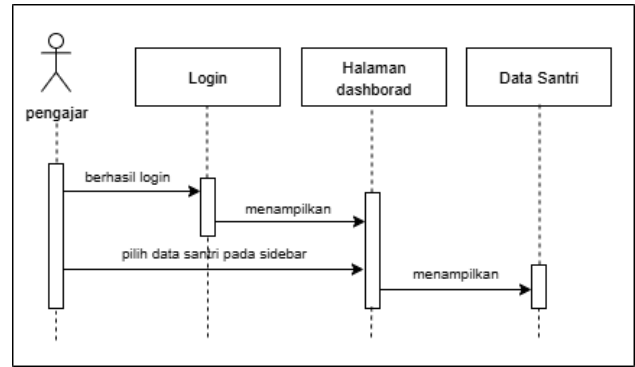 pengajar
Login
Halaman
dashborad
Data Santri
berhasil login
menampilkan
pilih data santri pada sidebar
menampilkan